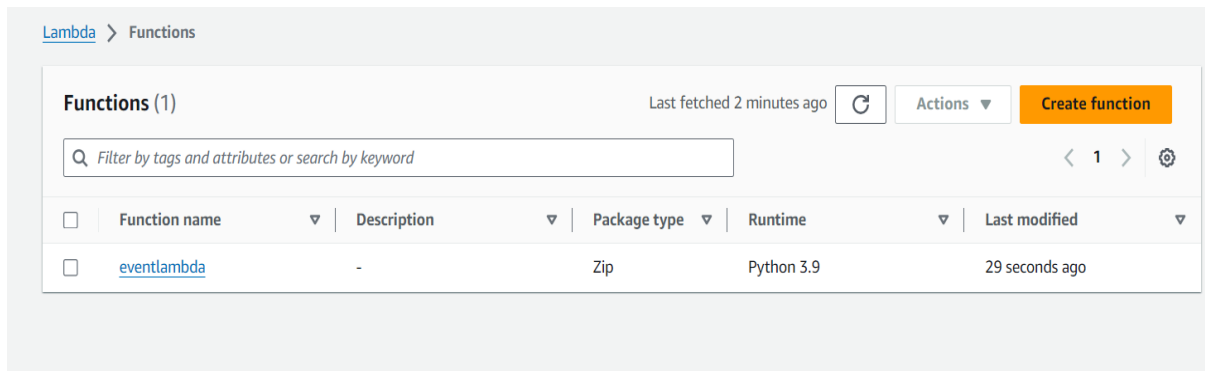 Lambda > Functions
Functions (1) Last fetched 2 minutes ago Actions Create function
Filter by tags and attributes or search by keyword 1
Function name Description Package type Runtime Last modified
eventlambda - Zip Python 3.9 29 seconds ago